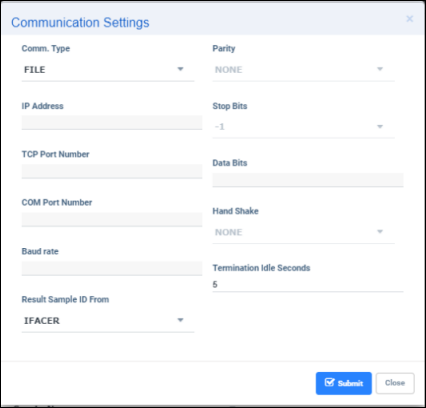 Communication Settings
×
Comm. Type
FILE
IP Address
TCP Port Number
COM Port Number
Baud rate
Result Sample ID From
IFACER
Parity
NONE
Stop Bits
-1
Data Bits
Hand Shake
NONE
Termination Idle Seconds
5
Submit
Close